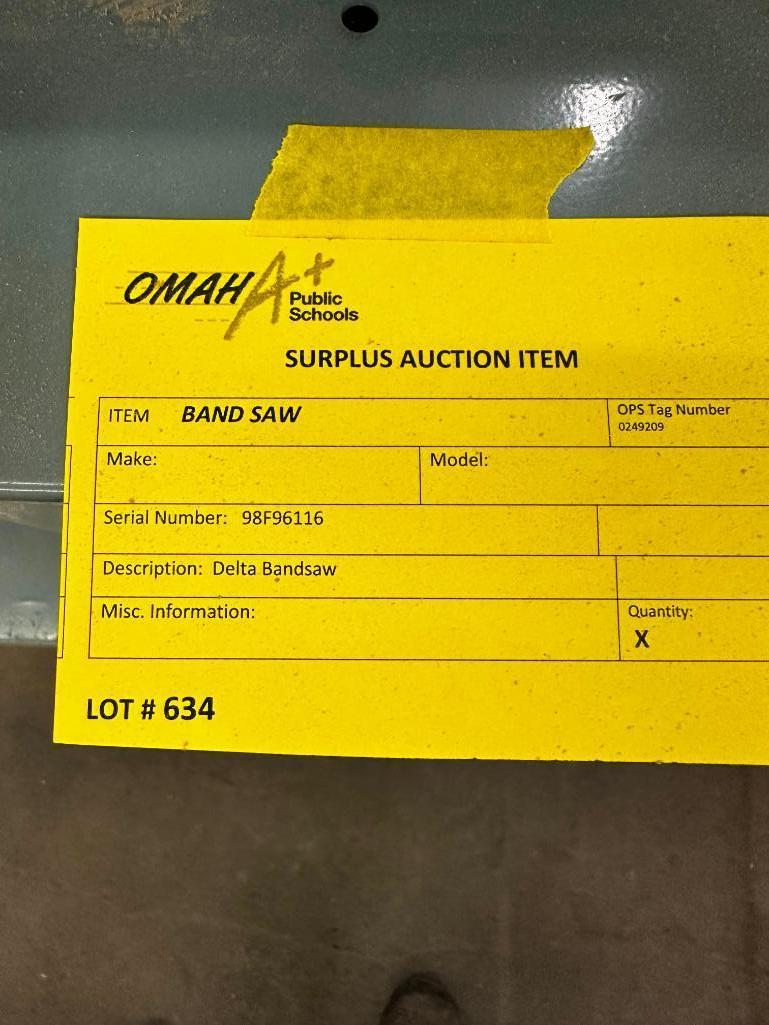 OMAHA+
Public
Schools
SURPLUS AUCTION ITEM
ITEM BAND SAW OPS Tag Number
0249209
Make: Model:
Serial Number: 98F96116
Description: Delta Bandsaw
Misc. Information: Quantity:
X
LOT # 634